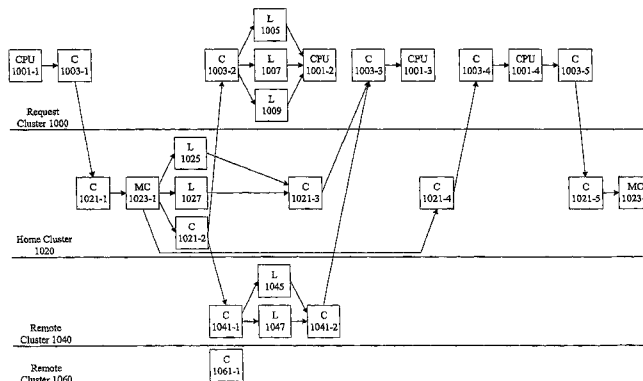 L
1005
CPU
1001-1
C
1003-1
C
1003-2
L
1007
CPU
1001-2
C
1003-3
CPU
1001-3
C
1003-4
CPU
1001-4
C
1003-5
L
1009
Request
Cluster 1000
L
1025
C
1021-1
MC
1023-1
L
1027
C
1021-3
C
1021-4
C
1021-5
MC
1023-
C
1021-2
Home Cluster
1020
L
1045
C
1041-1
L
1047
C
1041-2
Remote
Cluster 1040
Remote
Cluster 1060
C
1061-1